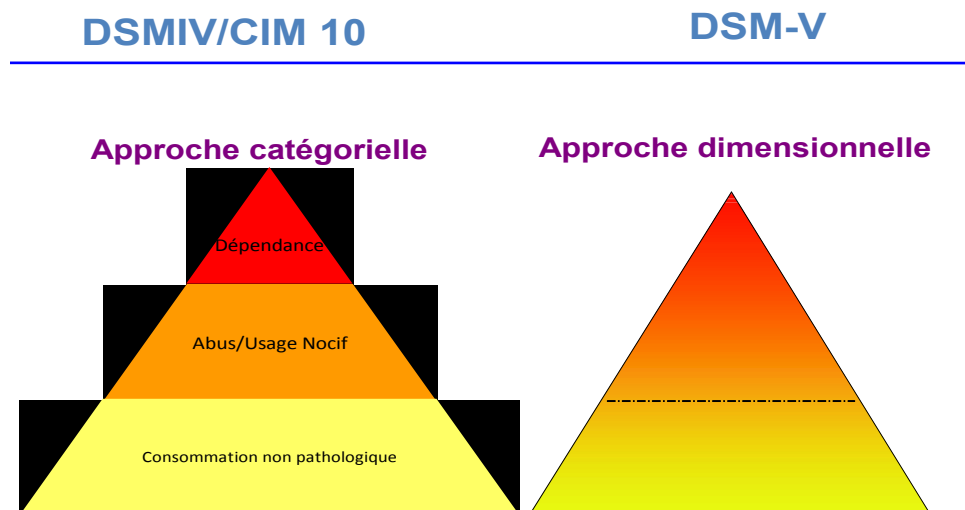 DSMIV/CIM 10
DSM-V
Approche catégorielle
Approche dimensionnelle
Dépendance
Abus/Usage Nocif
Consommation non pathologique